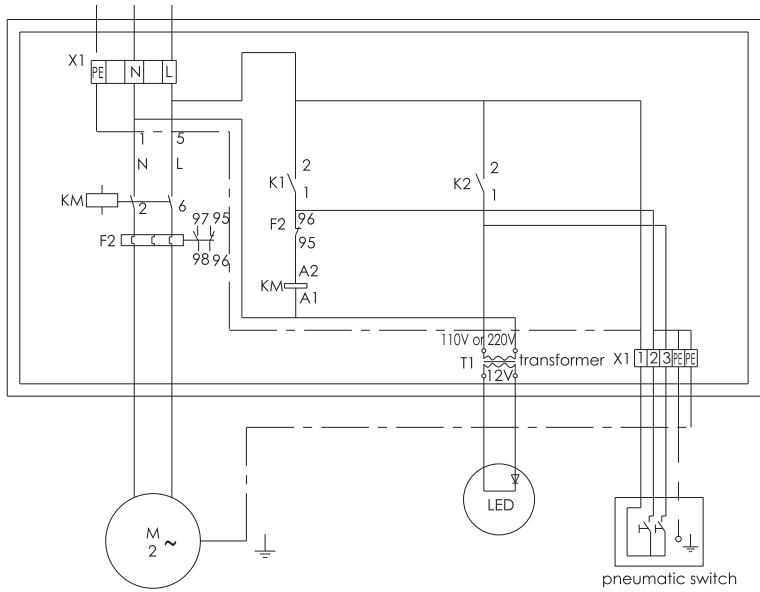 X1
PE N L
1 5
N L
KM
2 6
97 95
F2
98 96
2
K1
1
96
F2
95
A2
KM
A1
2
K2
1
110V or 220V
T1 transformer
12V
X1 1 2 3 PE PE
LED
M
2 ~
pneumatic switch